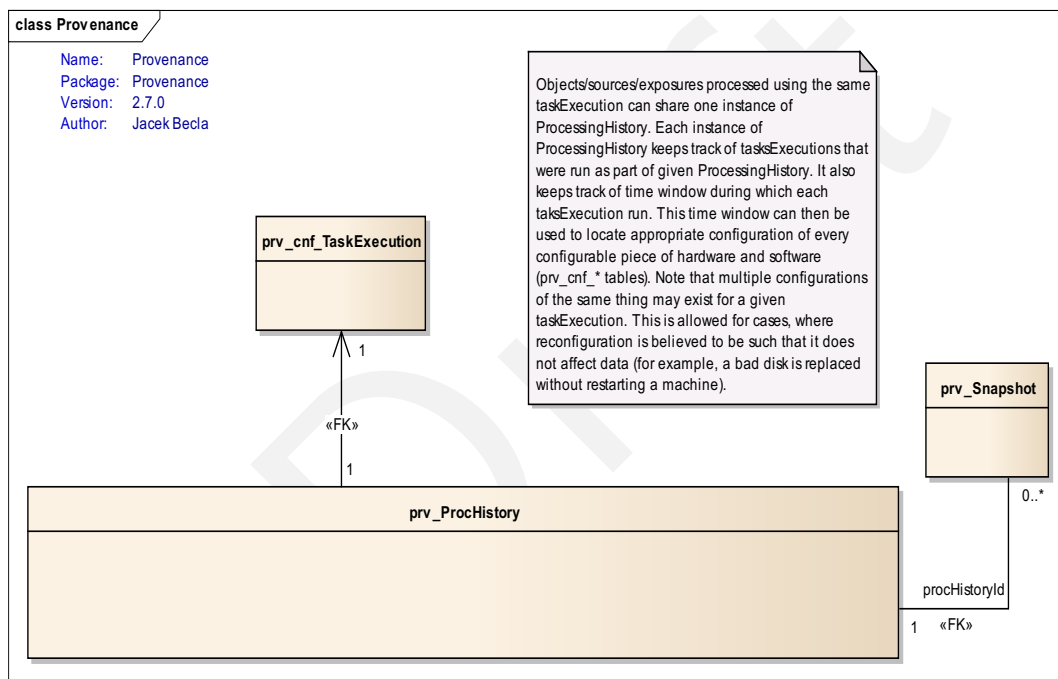 class Provenance
Name: Provenance
Package: Provenance
Version: 2.7.0
Author: Jacek Becla
Objects/sources/exposures processed using the same
taskExecution can share one instance of
ProcessingHistory. Each instance of
ProcessingHistory keeps track of tasksExecutions that
were run as part of given ProcessingHistory. It also
keeps track of time window during which each
taksExecution run. This time window can then be
used to locate appropriate configuration of every
configurable piece of hardware and software
(prv_cnf_* tables). Note that multiple configurations
of the same thing may exist for a given
taskExecution. This is allowed for cases, where
reconfiguration is believed to be such that it does
not affect data (for example, a bad disk is replaced
without restarting a machine).
prv_cnf_TaskExecution
1
«FK»
1
prv_Snapshot
0..*
prv_ProcHistory
procHistoryId
1 «FK»
Draft